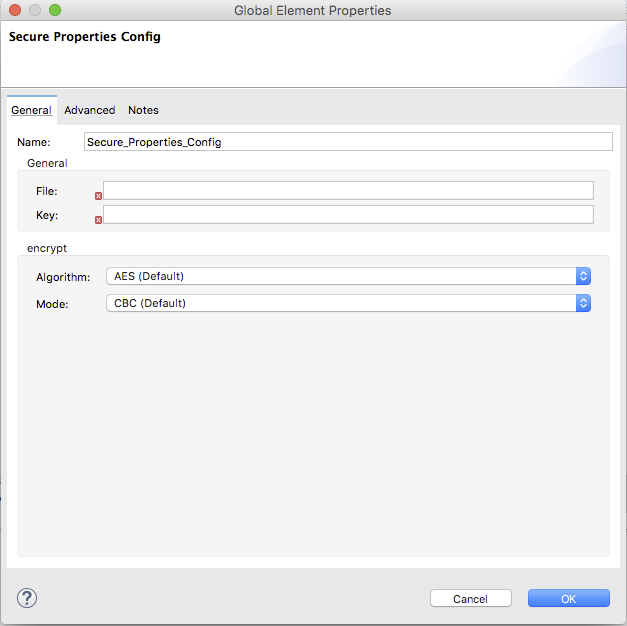 Global Element Properties
Secure Properties Config
General Advanced Notes
Name: Secure_Properties_Config
General
File:
Key:
encrypt
Algorithm: AES (Default)
Mode: CBC (Default)
? Cancel OK